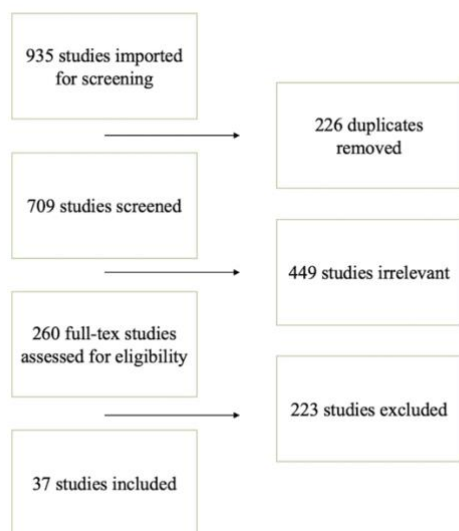 935 studies imported
for screening
226 duplicates
removed
709 studies screened
449 studies irrelevant
260 full-tex studies
assessed for eligibility
223 studies excluded
37 studies included